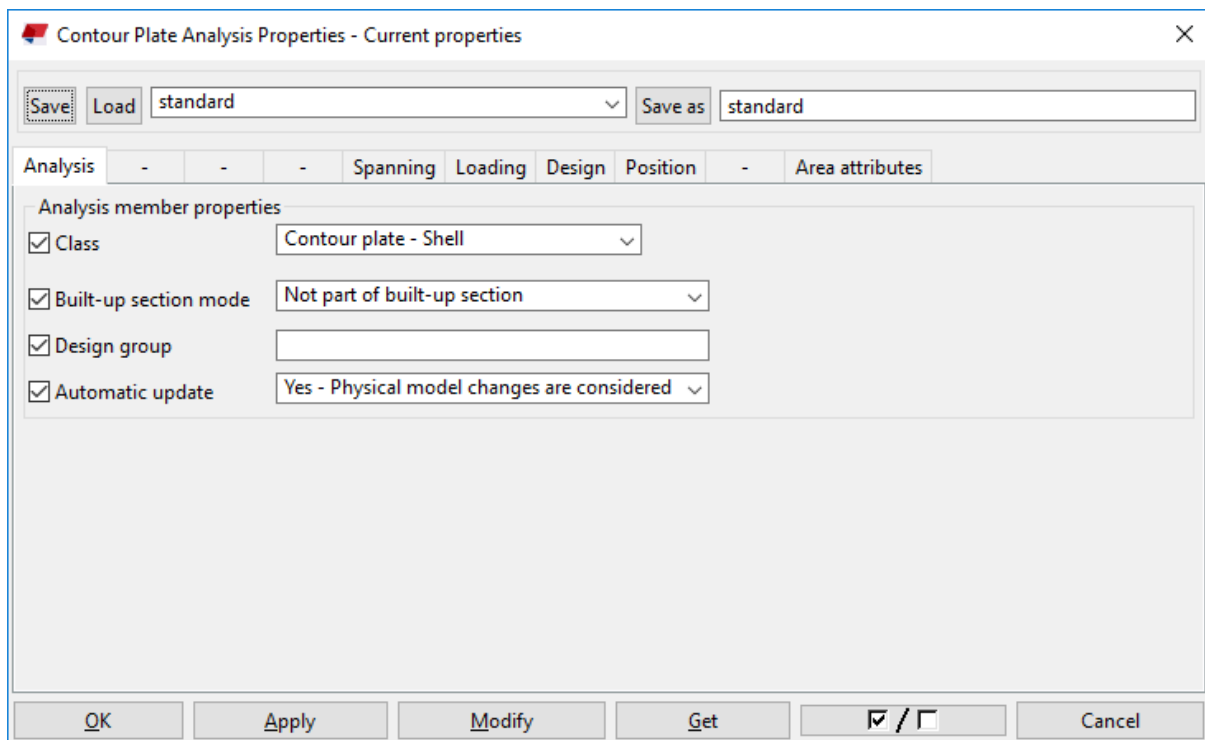 Contour Plate Analysis Properties - Current properties
Save Load standard Save as standard
Analysis - - - Spanning Loading Design Position - Area attributes
Analysis member properties
Class Contour plate - Shell
Built-up section mode Not part of built-up section
Design group
Automatic update Yes - Physical model changes are considered
OK Apply Modify Get / Cancel